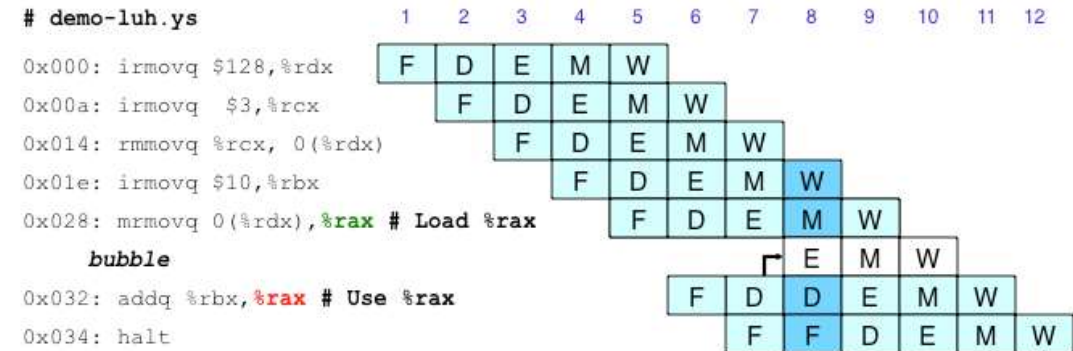 # demo-luh.ys 1 2 3 4 5 6 7 8 9 10 11 12
0x000: irmovq $128,%rdx F D E M W
0x00a: irmovq $3,%rcx F D E M W
0x014: rmmovq %rcx, 0(%rdx) F D E M W
0x01e: irmovq $10,%rbx F D E M W
0x028: mrmovq 0(%rdx),%rax # Load %rax F D E M W
bubble E M W
0x032: addq %rbx,%rax # Use %rax F D D E M W
0x034: halt F F D E M W